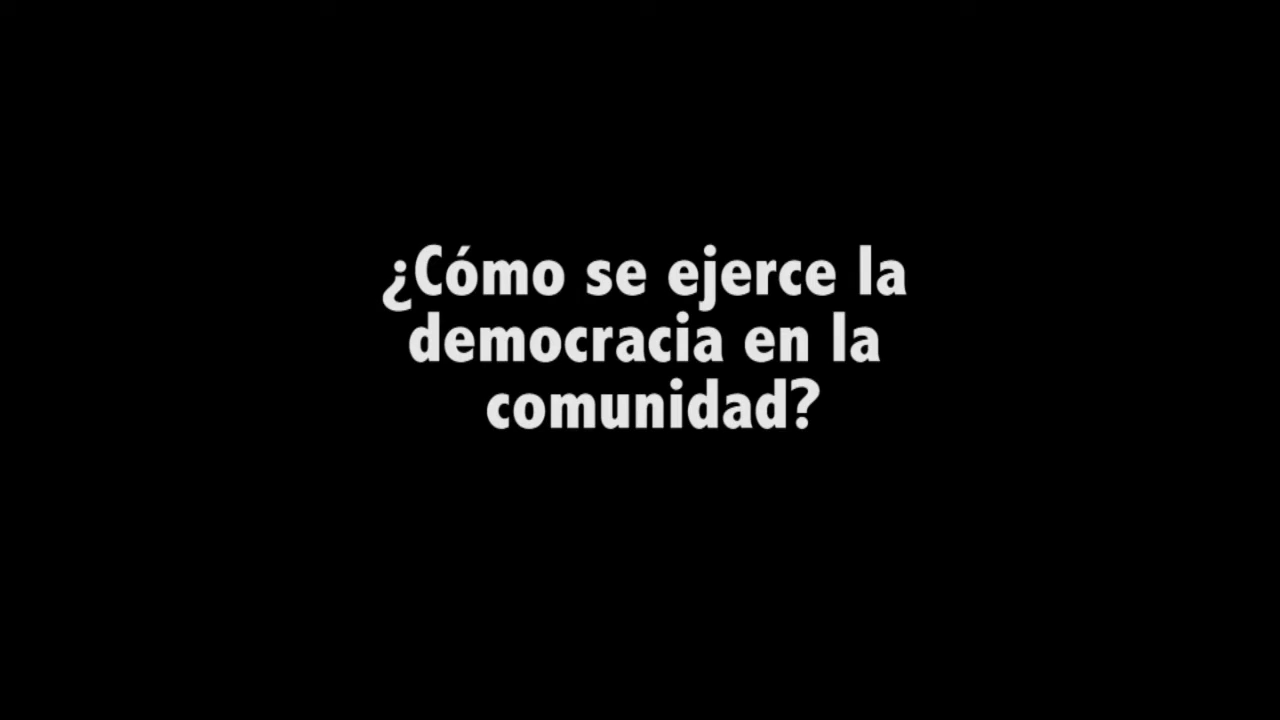 ¿Cómo se ejerce la
democracia en la
comunidad?